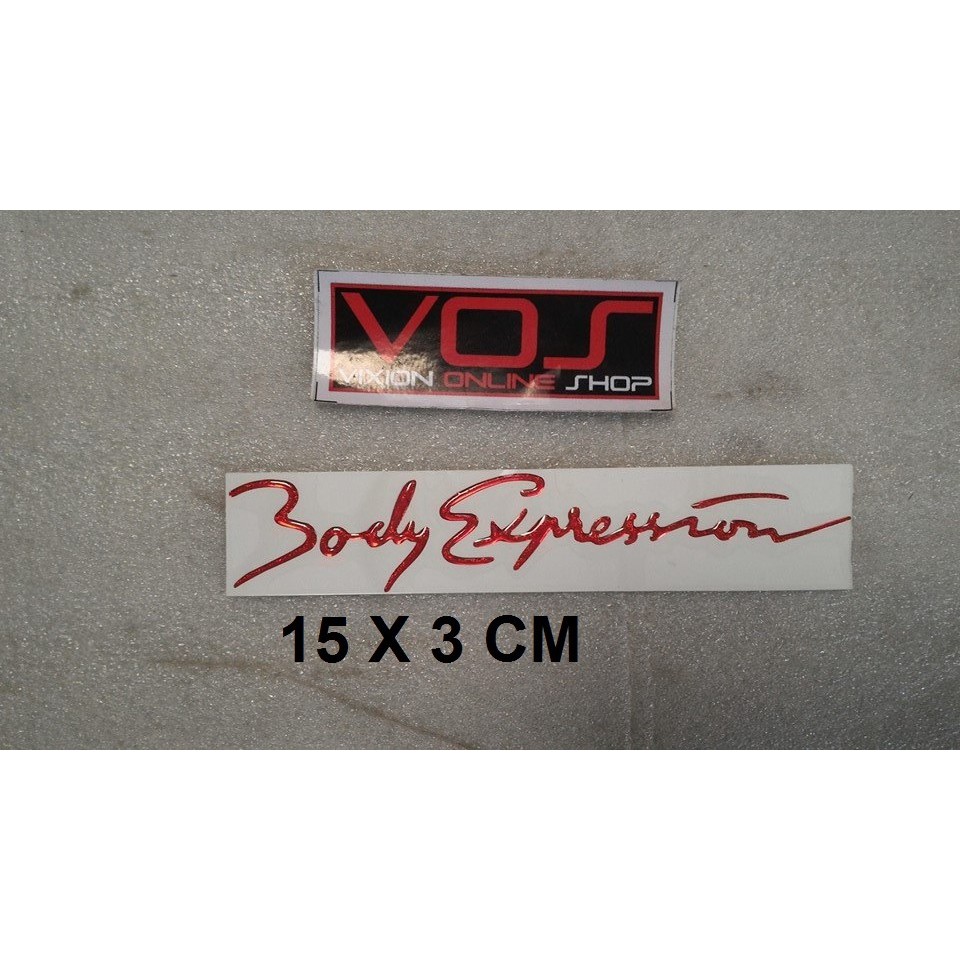 VOS
VIXION ONLINE SHOP
Body Expression
15 X 3 CM